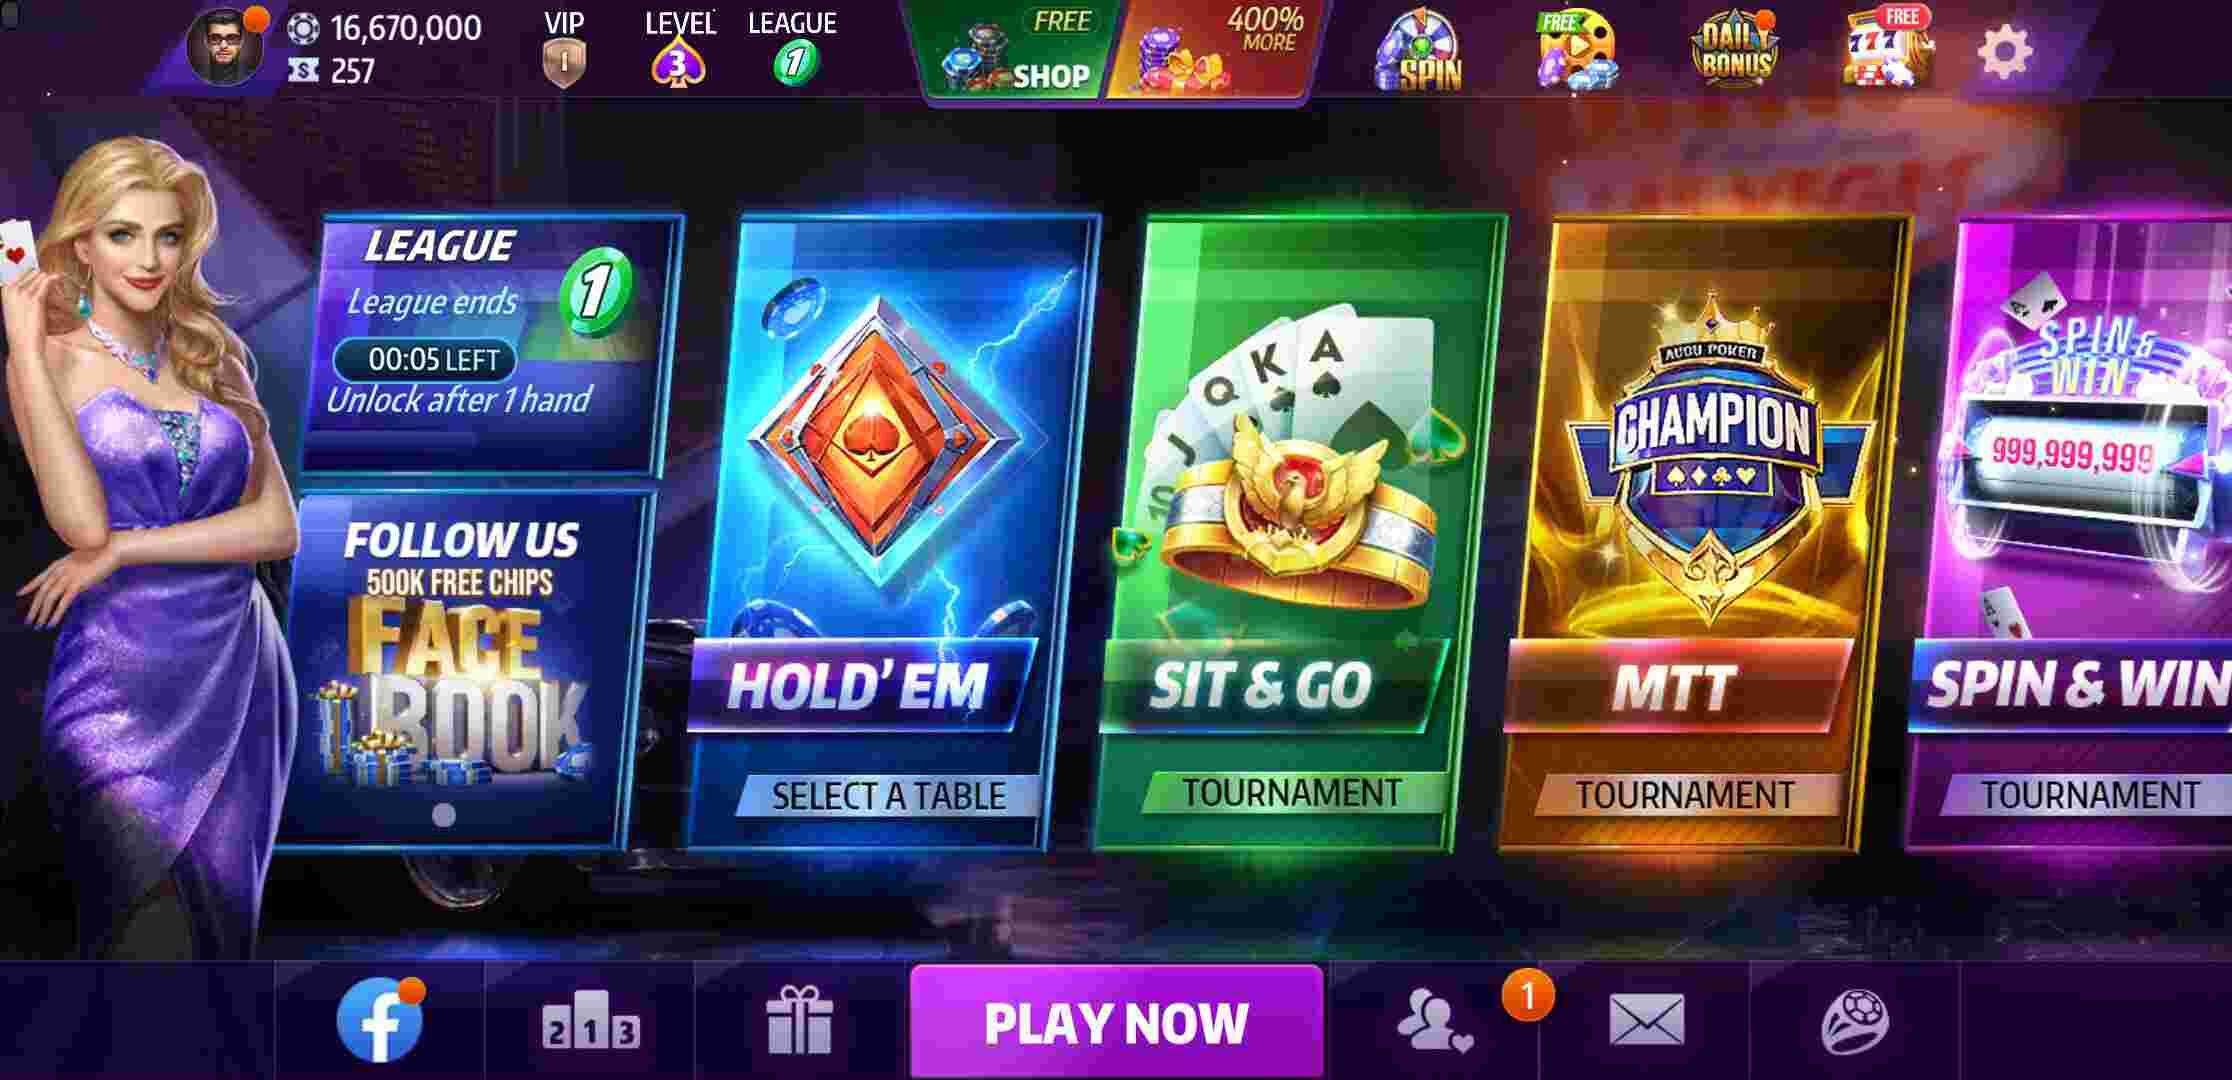 16,670,000
257
VIP
1
LEVEL
3
LEAGUE
1
FREE
SHOP
400%
MORE
SPIN
FREE
DAILY
BONUS
FREE
777
LEAGUE
League ends
1
00:05 LEFT
Unlock after 1 hand
FOLLOW US
500K FREE CHIPS
FACE
BOOK
HOLD'EM
SELECT A TABLE
A
K
Q
J
10
SIT & GO
TOURNAMENT
CHAMPION
MTT
TOURNAMENT
SPIN &
WIN
999,999,999
SPIN & WIN
TOURNAMENT
f
2 1 3
PLAY NOW
1